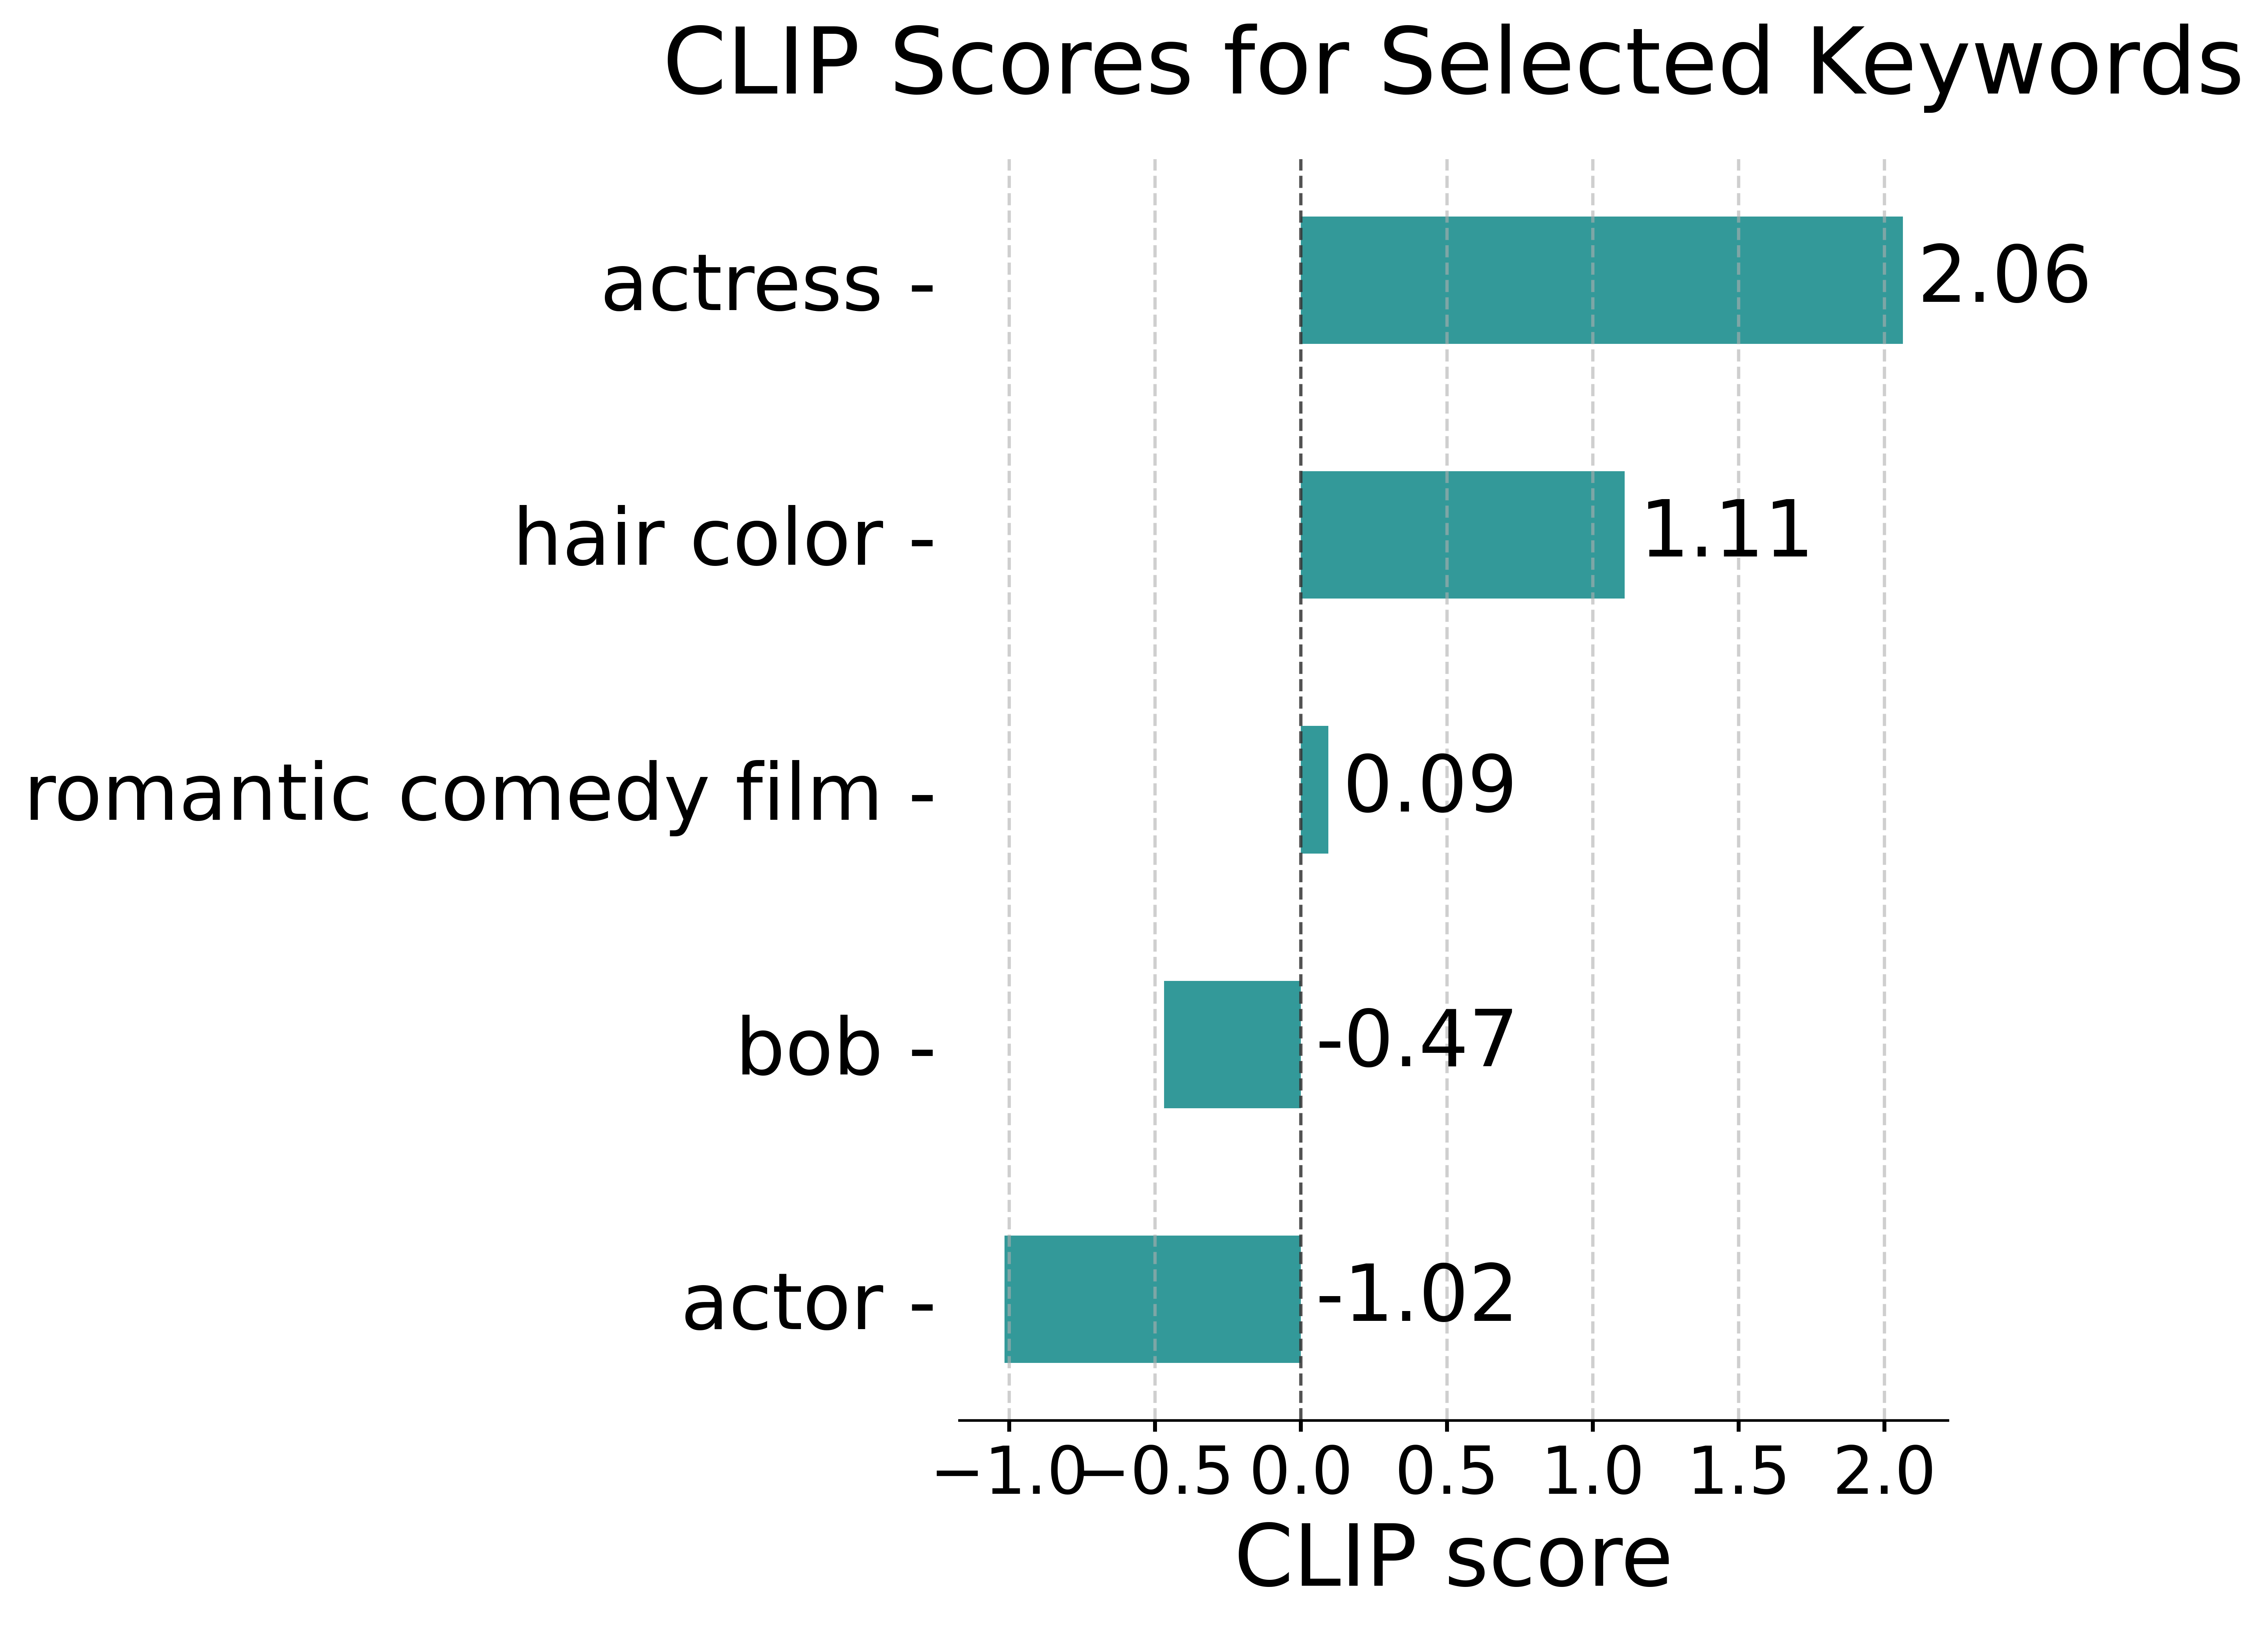 CLIP Scores for Selected Keywords
actress - 2.06
hair color - 1.11
romantic comedy film - 0.09
bob - -0.47
actor - -1.02
−1.0 −0.5 0.0 0.5 1.0 1.5 2.0
CLIP score